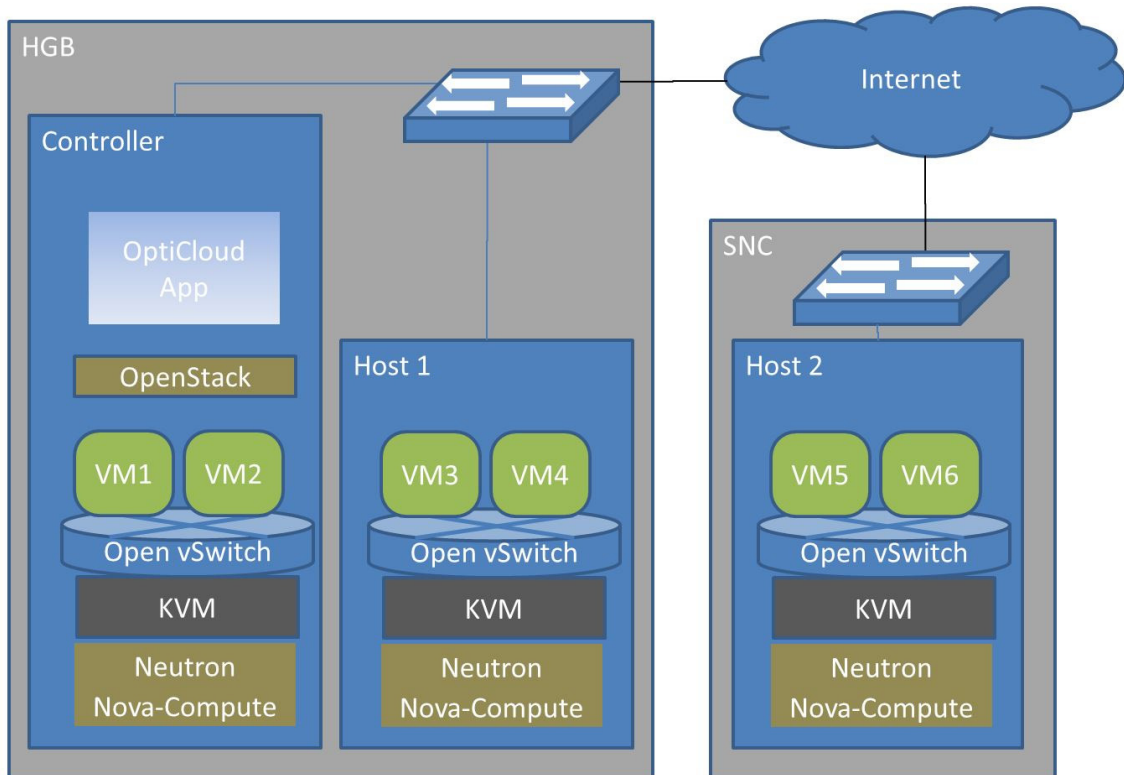 HGB
Internet
Controller
OptiCloud
App
SNC
OpenStack
Host 1
Host 2
VM1
VM2
VM3
VM4
VM5
VM6
Open vSwitch
Open vSwitch
Open vSwitch
KVM
KVM
KVM
Neutron
Nova-Compute
Neutron
Nova-Compute
Neutron
Nova-Compute